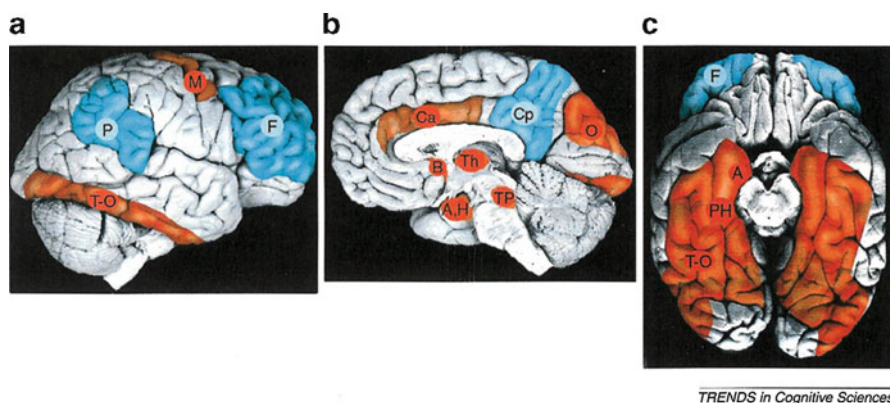 a
b
c
M
P
F
T-O
Ca
Cp
O
B
Th
A,H
TP
F
A
PH
T-O
TRENDS in Cognitive Sciences